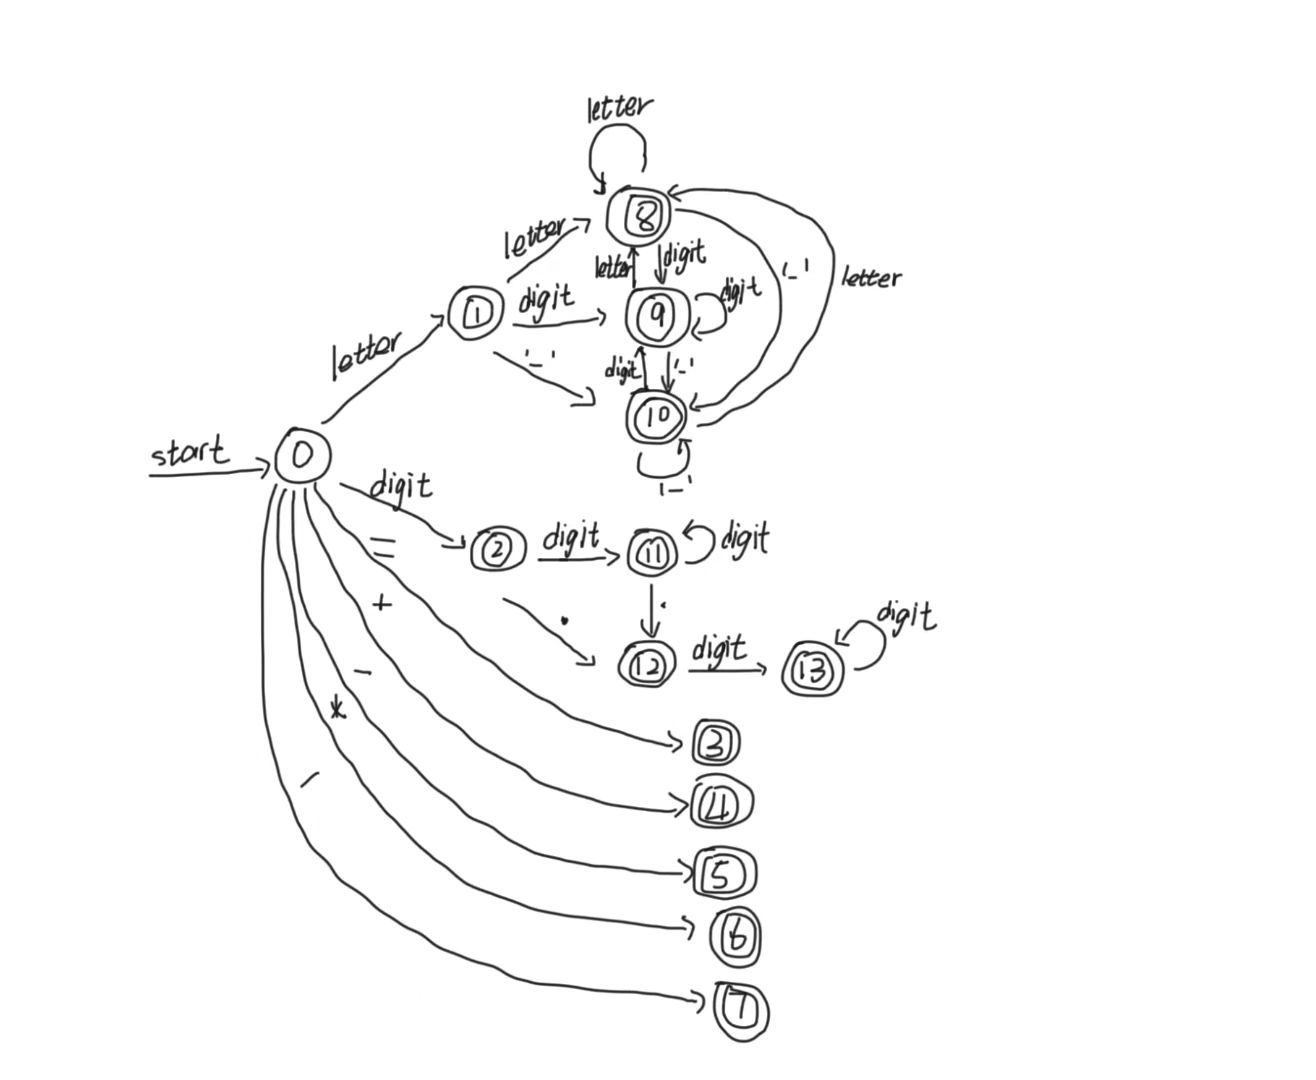 letter
8
letter
digit
letter
'_'
letter
digit
9
digit
1
letter
'_'
digit
'_'
10
'_'
start
0
digit
=
2
digit
11
digit
+
.
.
12
digit
13
digit
-
*
3
/
4
5
6
7